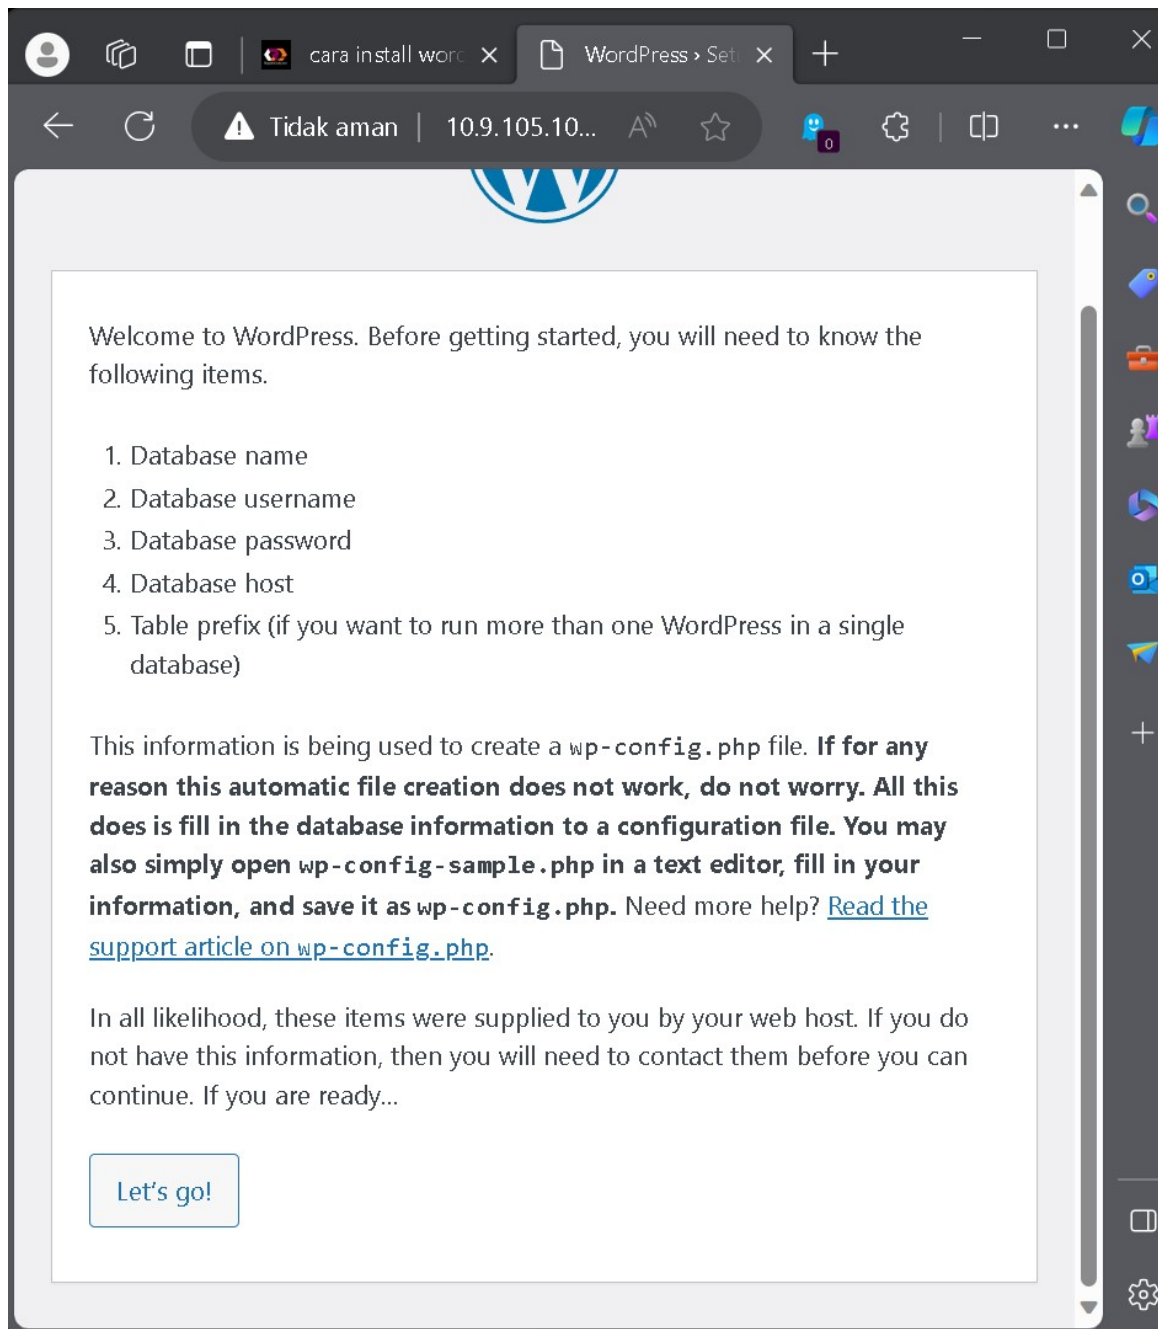 cara install word
WordPress › Set
Tidak aman | 10.9.105.10...
0
Welcome to WordPress. Before getting started, you will need to know the
following items.
1. Database name
2. Database username
3. Database password
4. Database host
5. Table prefix (if you want to run more than one WordPress in a single
database)
This information is being used to create a wp-config.php file. If for any
reason this automatic file creation does not work, do not worry. All this
does is fill in the database information to a configuration file. You may
also simply open wp-config-sample.php in a text editor, fill in your
information, and save it as wp-config.php. Need more help? Read the
support article on wp-config.php.
In all likelihood, these items were supplied to you by your web host. If you do
not have this information, then you will need to contact them before you can
continue. If you are ready...
Let's go!